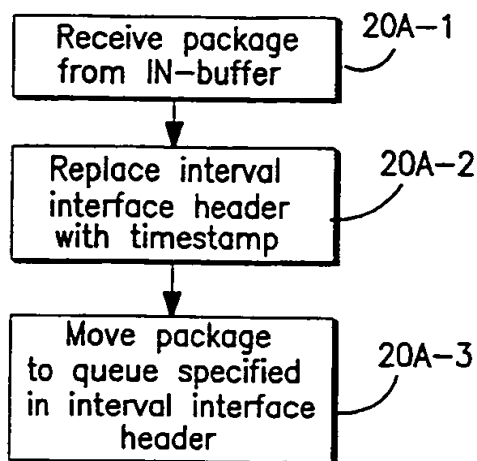 Receive package
from IN-buffer
20A-1
Replace interval
interface header
with timestamp
20A-2
Move package
to queue specified
in interval interface
header
20A-3